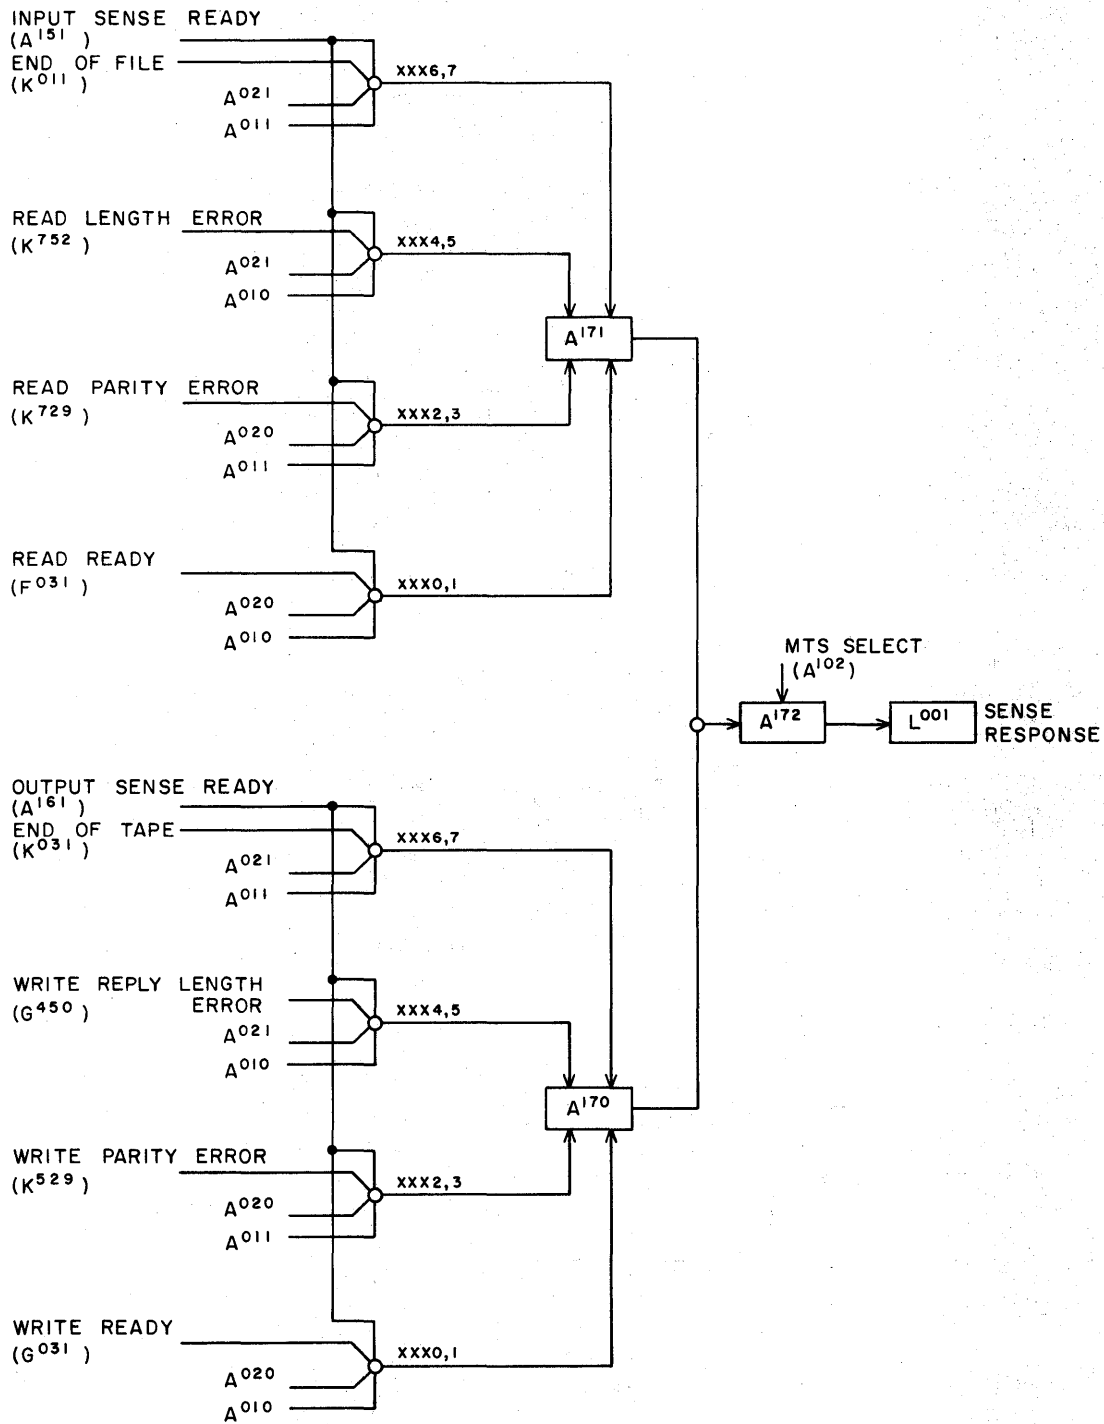 INPUT SENSE READY
(A151)
END OF FILE
(K011)
A021
A011
XXX6,7
READ LENGTH ERROR
(K752)
A021
A010
XXX4,5
A171
READ PARITY ERROR
(K729)
A020
A011
XXX2,3
READ READY
(F031)
A020
A010
XXX0,1
MTS SELECT
(A102)
A172
L001
SENSE
RESPONSE
OUTPUT SENSE READY
(A161)
END OF TAPE
(K031)
A021
A011
XXX6,7
WRITE REPLY LENGTH
ERROR
(G450)
A021
A010
XXX4,5
A170
WRITE PARITY ERROR
(K529)
A020
A011
XXX2,3
WRITE READY
(G031)
A020
A010
XXX0,1